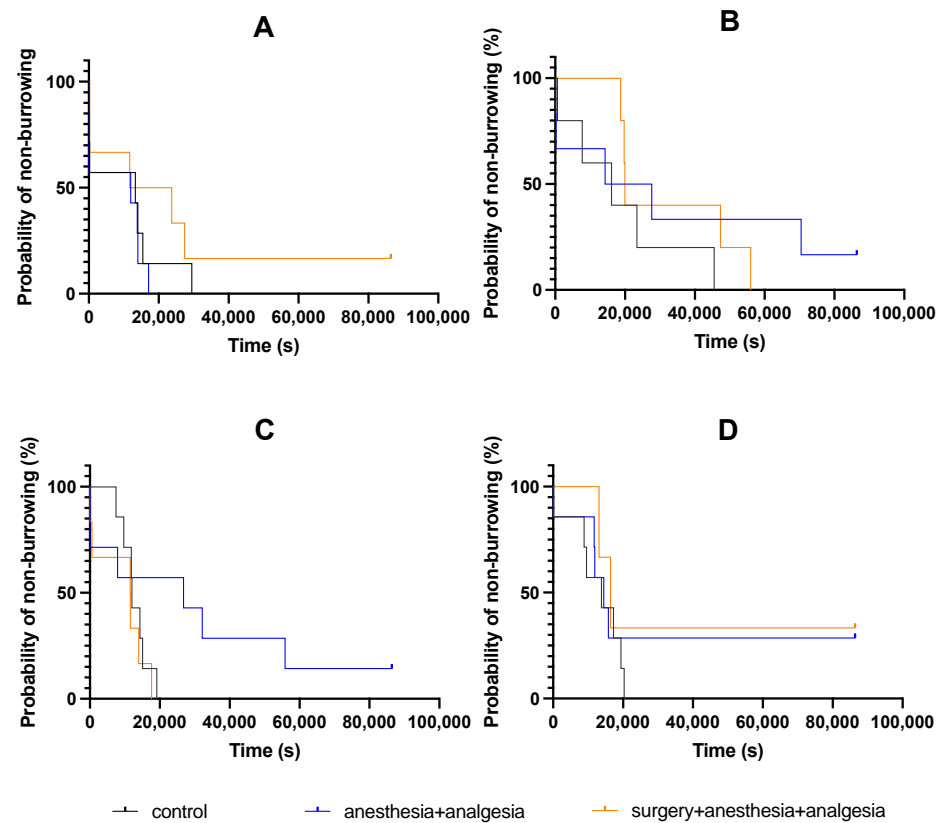 A
Probability of non-burrowing
100
50
0
0 20,000 40,000 60,000 80,000 100,000
Time (s)
B
Probability of non-burrowing (%)
100
50
0
0 20,000 40,000 60,000 80,000 100,000
Time (s)
C
Probability of non-burrowing (%)
100
50
0
0 20,000 40,000 60,000 80,000 100,000
Time (s)
D
Probability of non-burrowing (%)
100
50
0
0 20,000 40,000 60,000 80,000 100,000
Time (s)
control anesthesia+analgesia surgery+anesthesia+analgesia